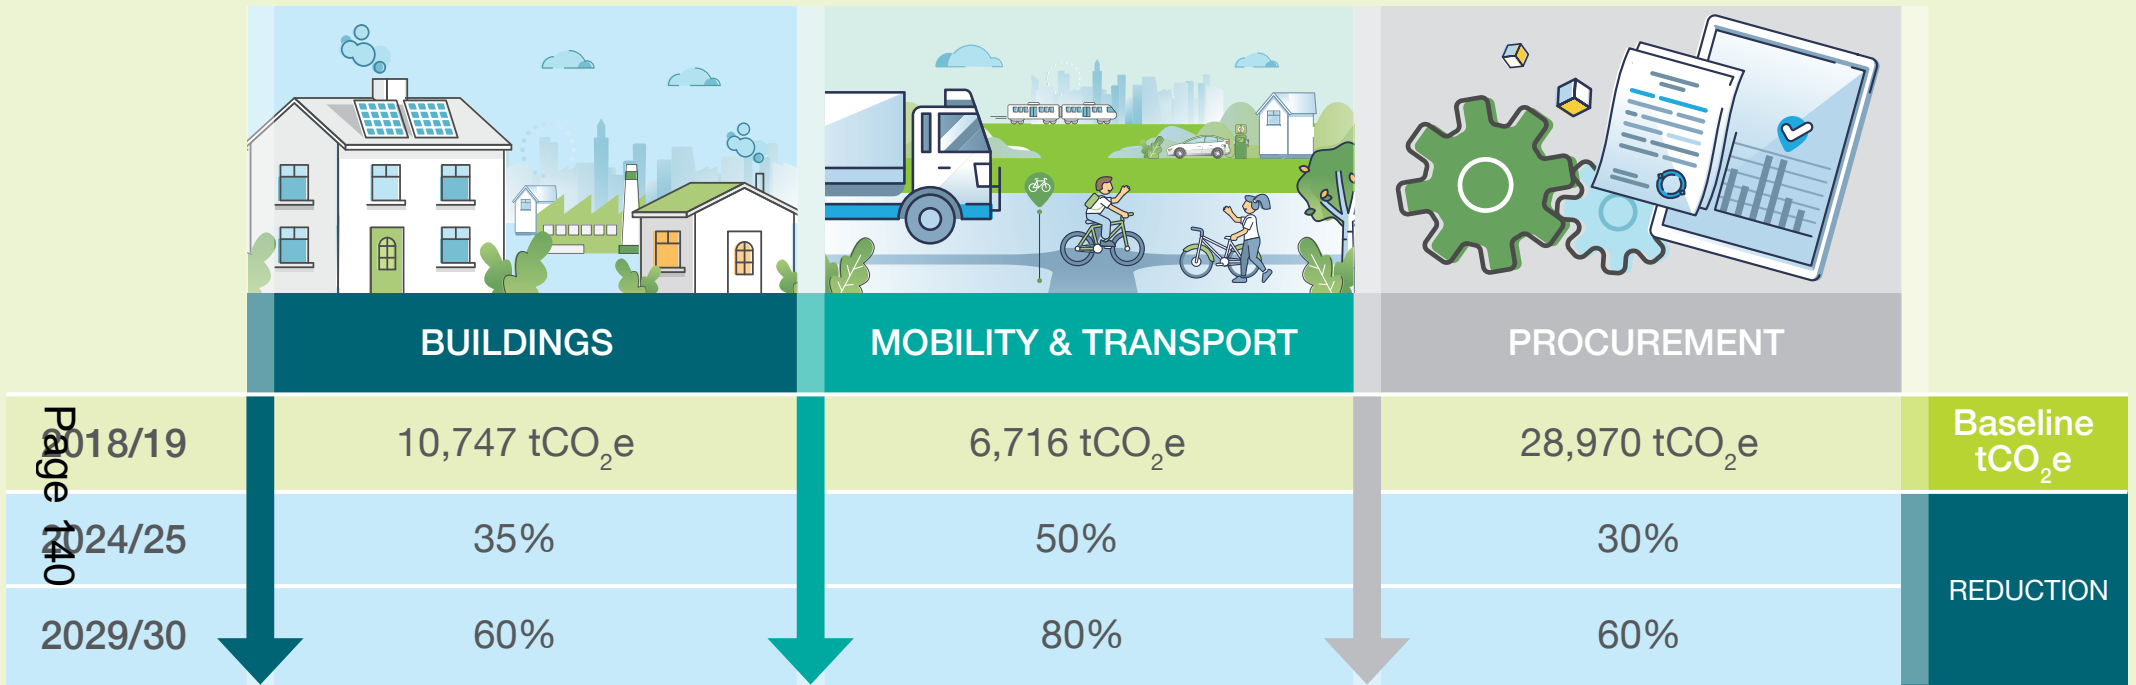 BUILDINGS
MOBILITY & TRANSPORT
PROCUREMENT
2018/19
10,747 tCO₂e
6,716 tCO₂e
28,970 tCO₂e
Baseline
tCO₂e
2024/25
35%
50%
30%
REDUCTION
2029/30
60%
80%
60%
Page 140